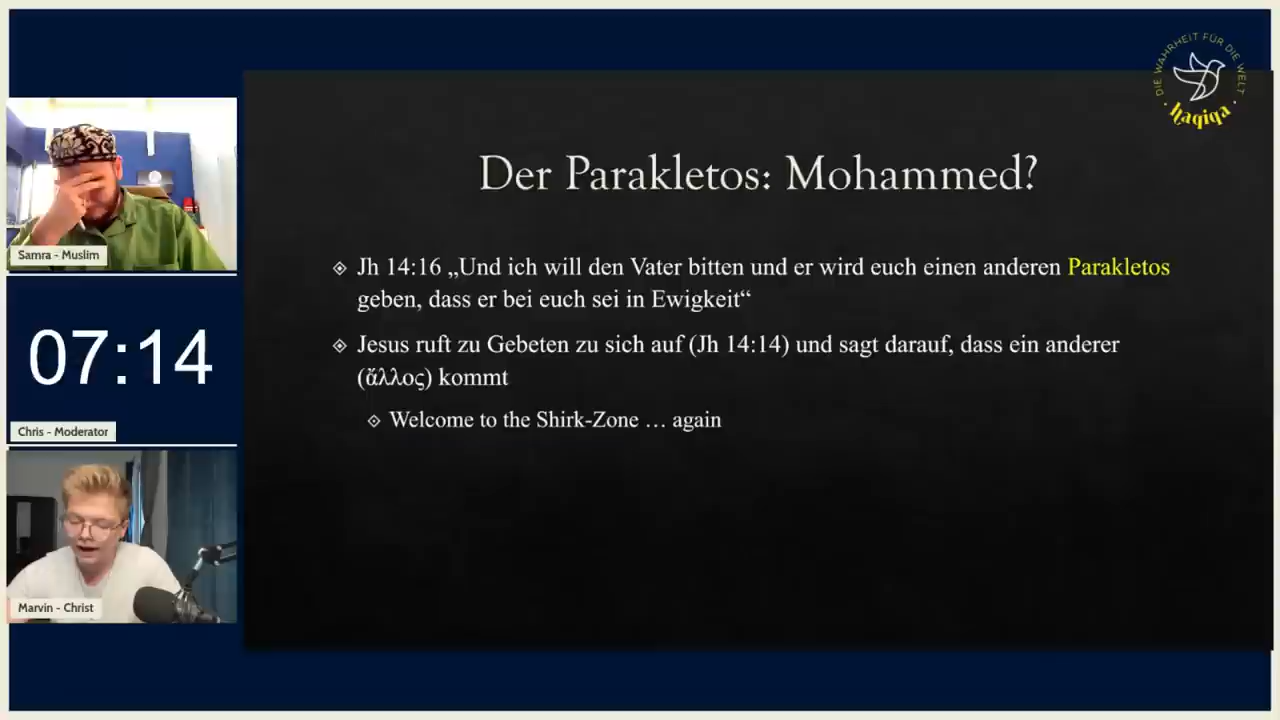 DIE WAHRHEIT FÜR DIE WELT
haqiqa
Der Parakletos: Mohammed?
Jh 14:16 „Und ich will den Vater bitten und er wird euch einen anderen Parakletos
geben, dass er bei euch sei in Ewigkeit“
Jesus ruft zu Gebeten zu sich auf (Jh 14:14) und sagt darauf, dass ein anderer
(ἄλλος) kommt
Welcome to the Shirk-Zone … again
Samra - Muslim
07:14
Chris - Moderator
Marvin - Christ